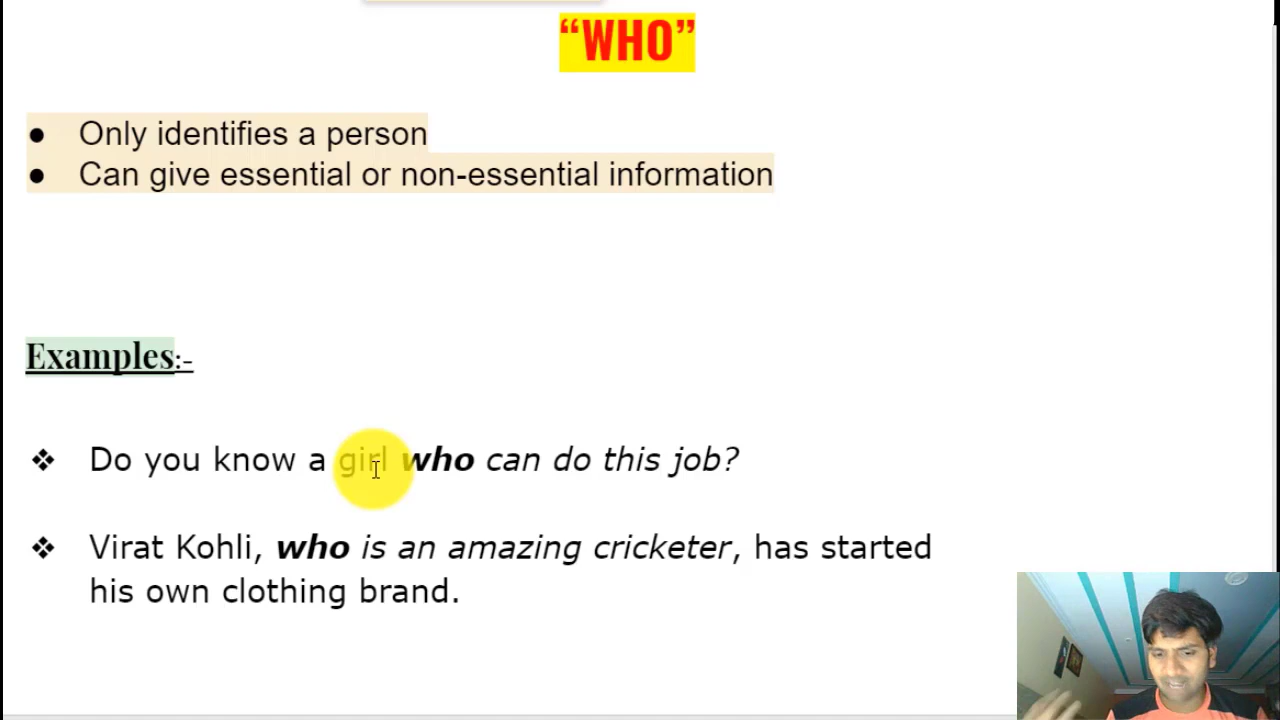 “WHO”
● Only identifies a person
● Can give essential or non-essential information
Examples:-
❖ Do you know a girl who can do this job?
❖ Virat Kohli, who is an amazing cricketer, has started
his own clothing brand.